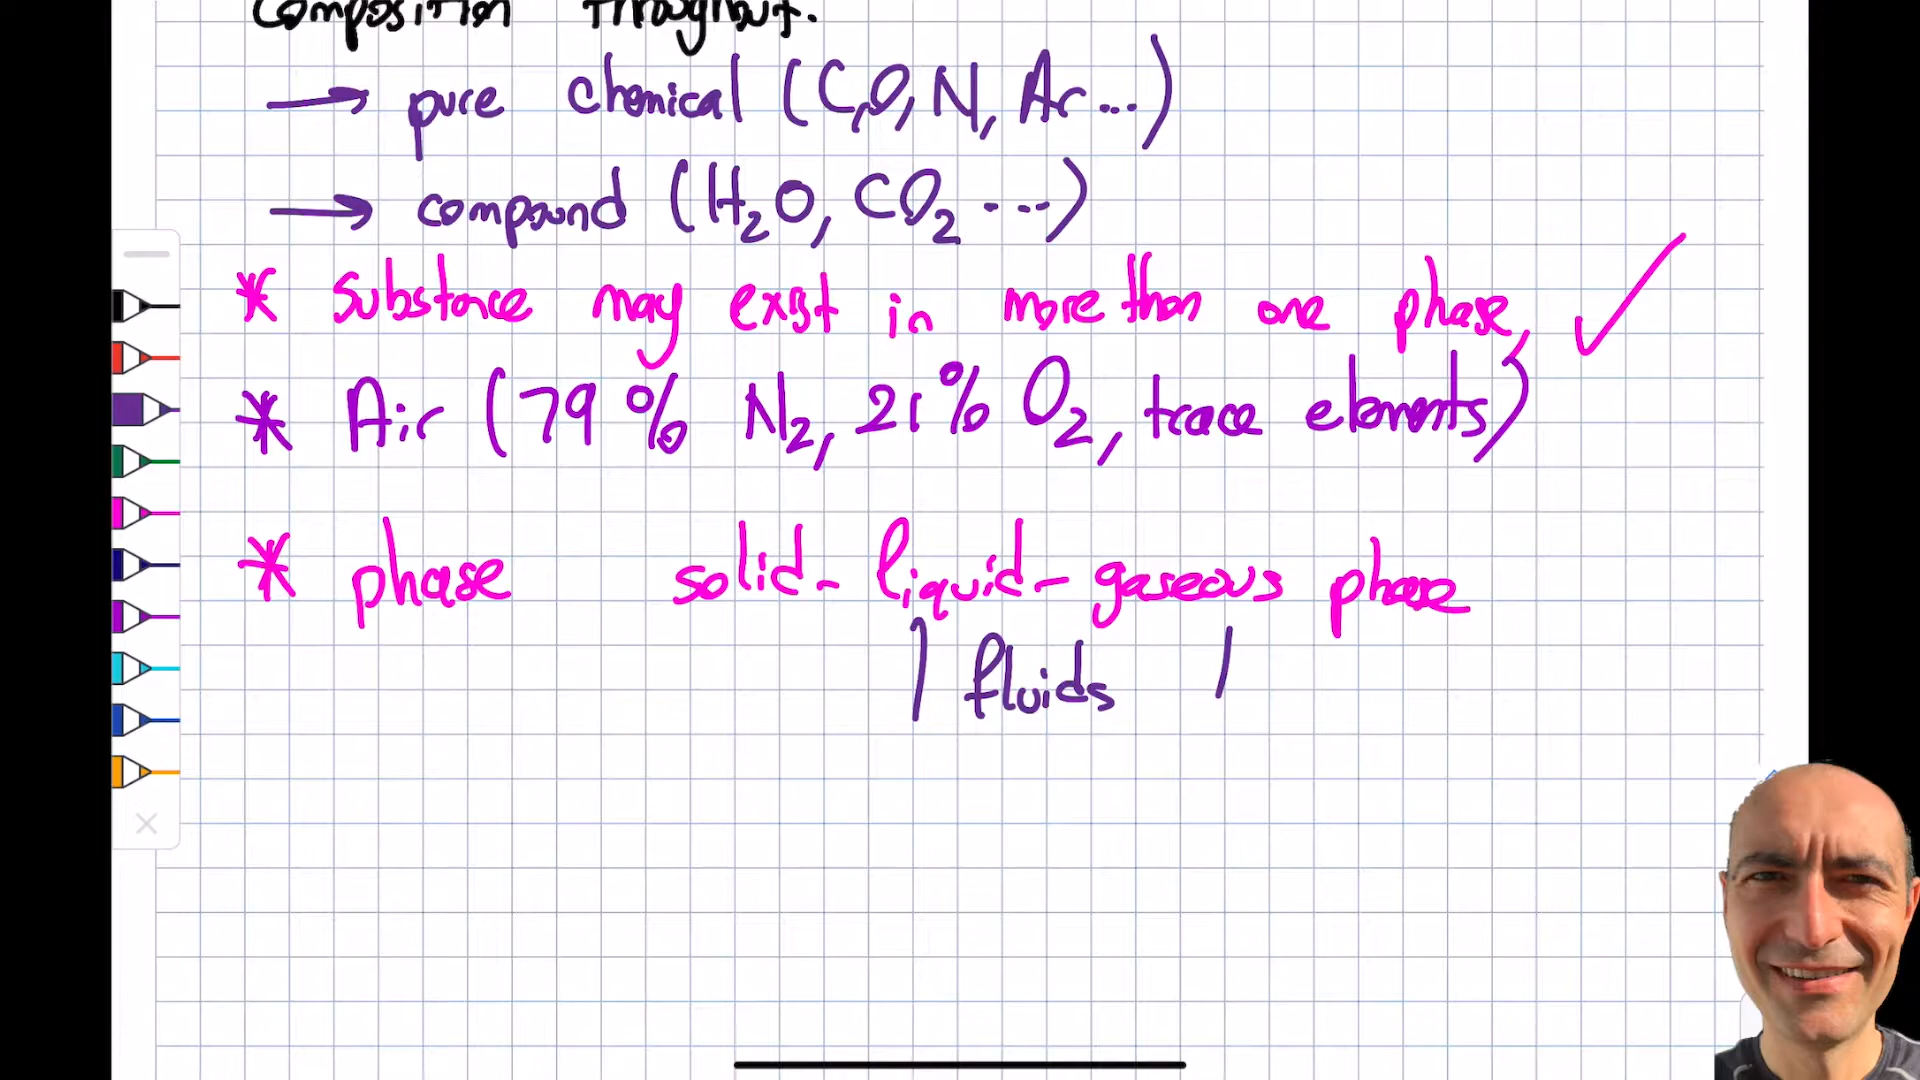 composition throughout.
→ pure chemical (C,O,N,Ar...)
→ compound (H₂O, CO₂ ...)
* substance may exist in more than one phase,
* Air (79% N₂, 21% O₂, trace elements)
* phase solid-liquid-gaseous phase
| fluids |